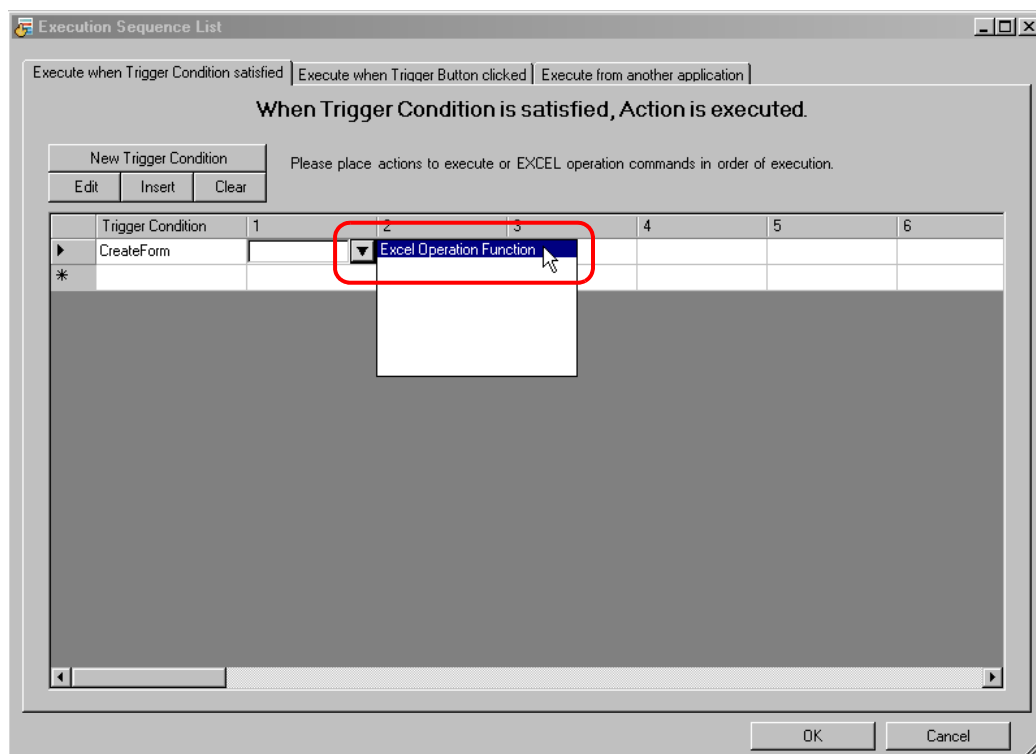 Execution Sequence List
Execute when Trigger Condition satisfied Execute when Trigger Button clicked Execute from another application
When Trigger Condition is satisfied, Action is executed.
New Trigger Condition
Please place actions to execute or EXCEL operation commands in order of execution.
Edit Insert Clear
Trigger Condition 1 2 3 4 5 6
CreateForm Excel Operation Function
OK Cancel